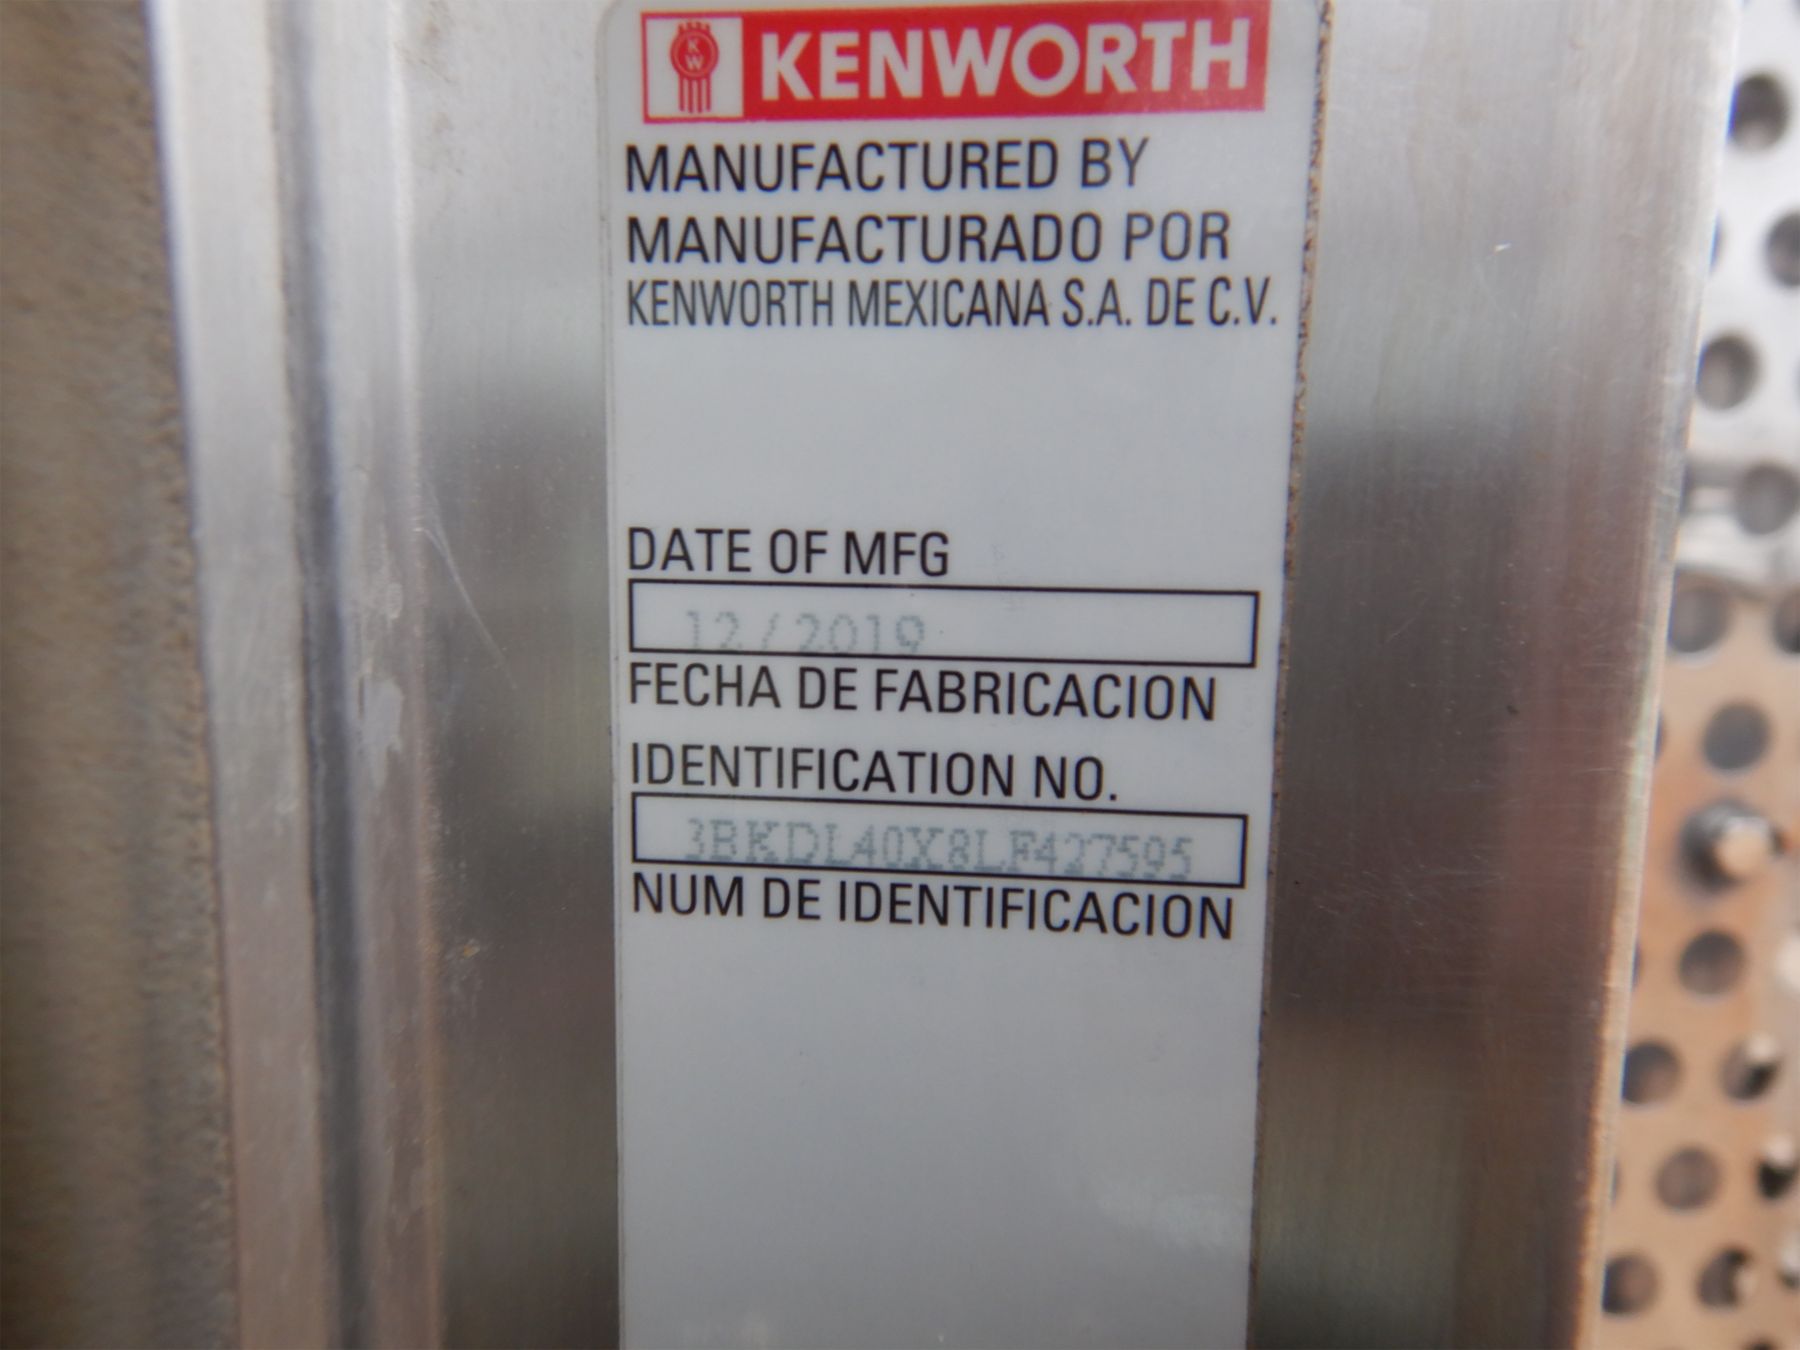 KW KENWORTH
MANUFACTURED BY
MANUFACTURADO POR
KENWORTH MEXICANA S.A. DE C.V.
DATE OF MFG
12/2019
FECHA DE FABRICACION
IDENTIFICATION NO.
3BKDL40X8LF427595
NUM DE IDENTIFICACION